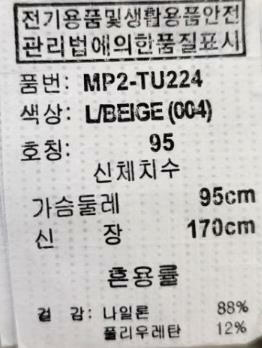 전기용품및생활용품안전
관리법에의한품질표시
품번: MP2-TU224
색상: L/BEIGE (004)
호칭: 95
신체치수
가슴둘레 95cm
신 장 170cm
혼용률
겉 감: 나일론 88%
폴리우레탄 12%